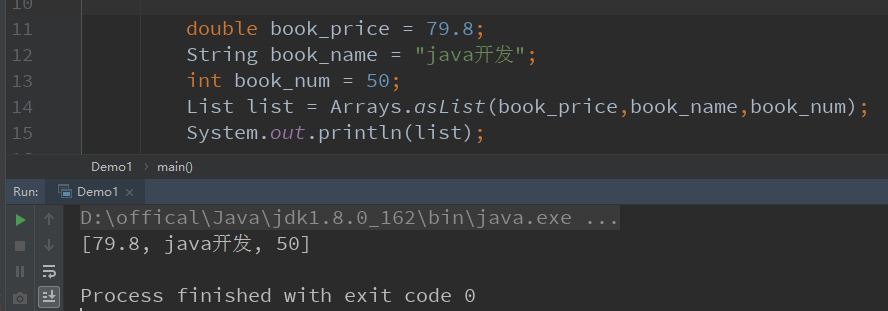 10
11 double book_price = 79.8;
12 String book_name = "java开发";
13 int book_num = 50;
14 List list = Arrays.asList(book_price,book_name,book_num);
15 System.out.println(list);
Demo1 › main()
Run: Demo1 ×
D:\offical\Java\jdk1.8.0_162\bin\java.exe ...
[79.8, java开发, 50]
Process finished with exit code 0